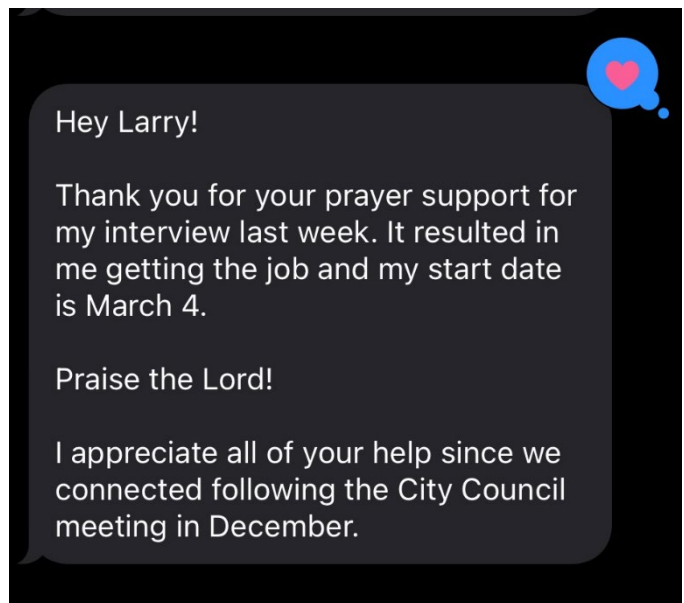 Hey Larry!
Thank you for your prayer support for
my interview last week. It resulted in
me getting the job and my start date
is March 4.
Praise the Lord!
I appreciate all of your help since we
connected following the City Council
meeting in December.